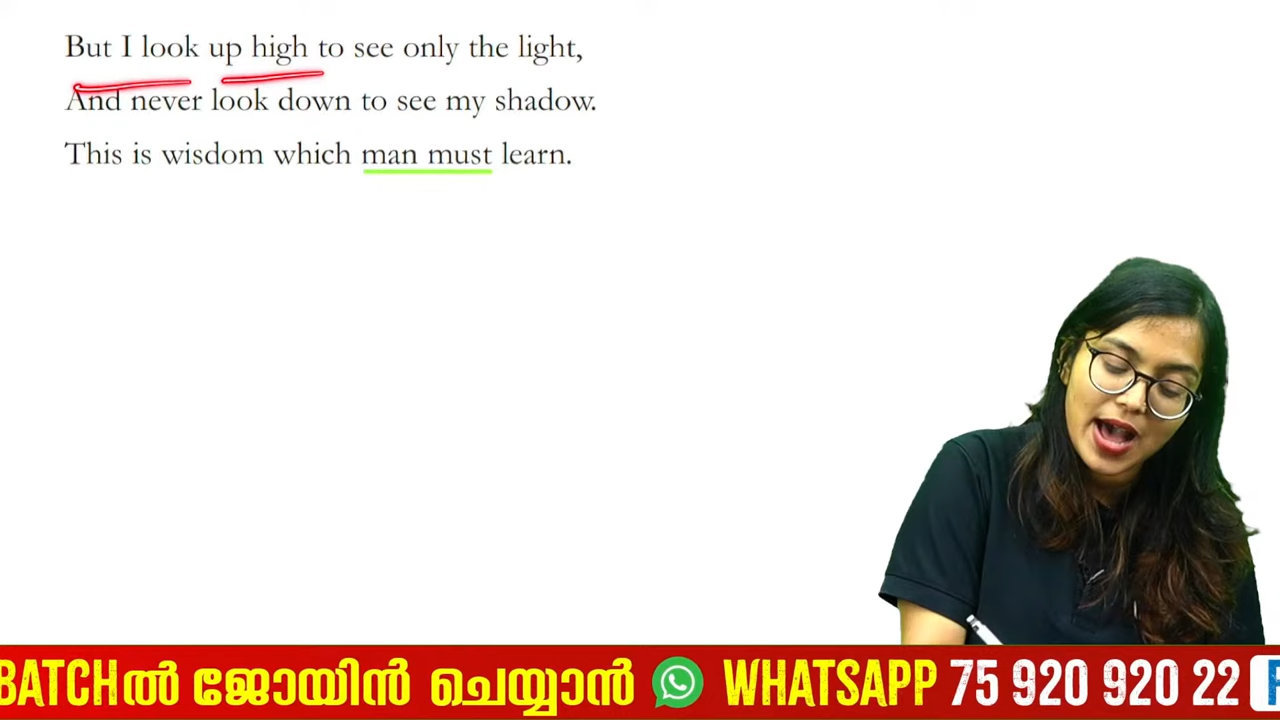 But I look up high to see only the light,
And never look down to see my shadow.
This is wisdom which man must learn.
BATCHൽ ജോയിൻ ചെയ്യാൻ WHATSAPP 75 920 920 22